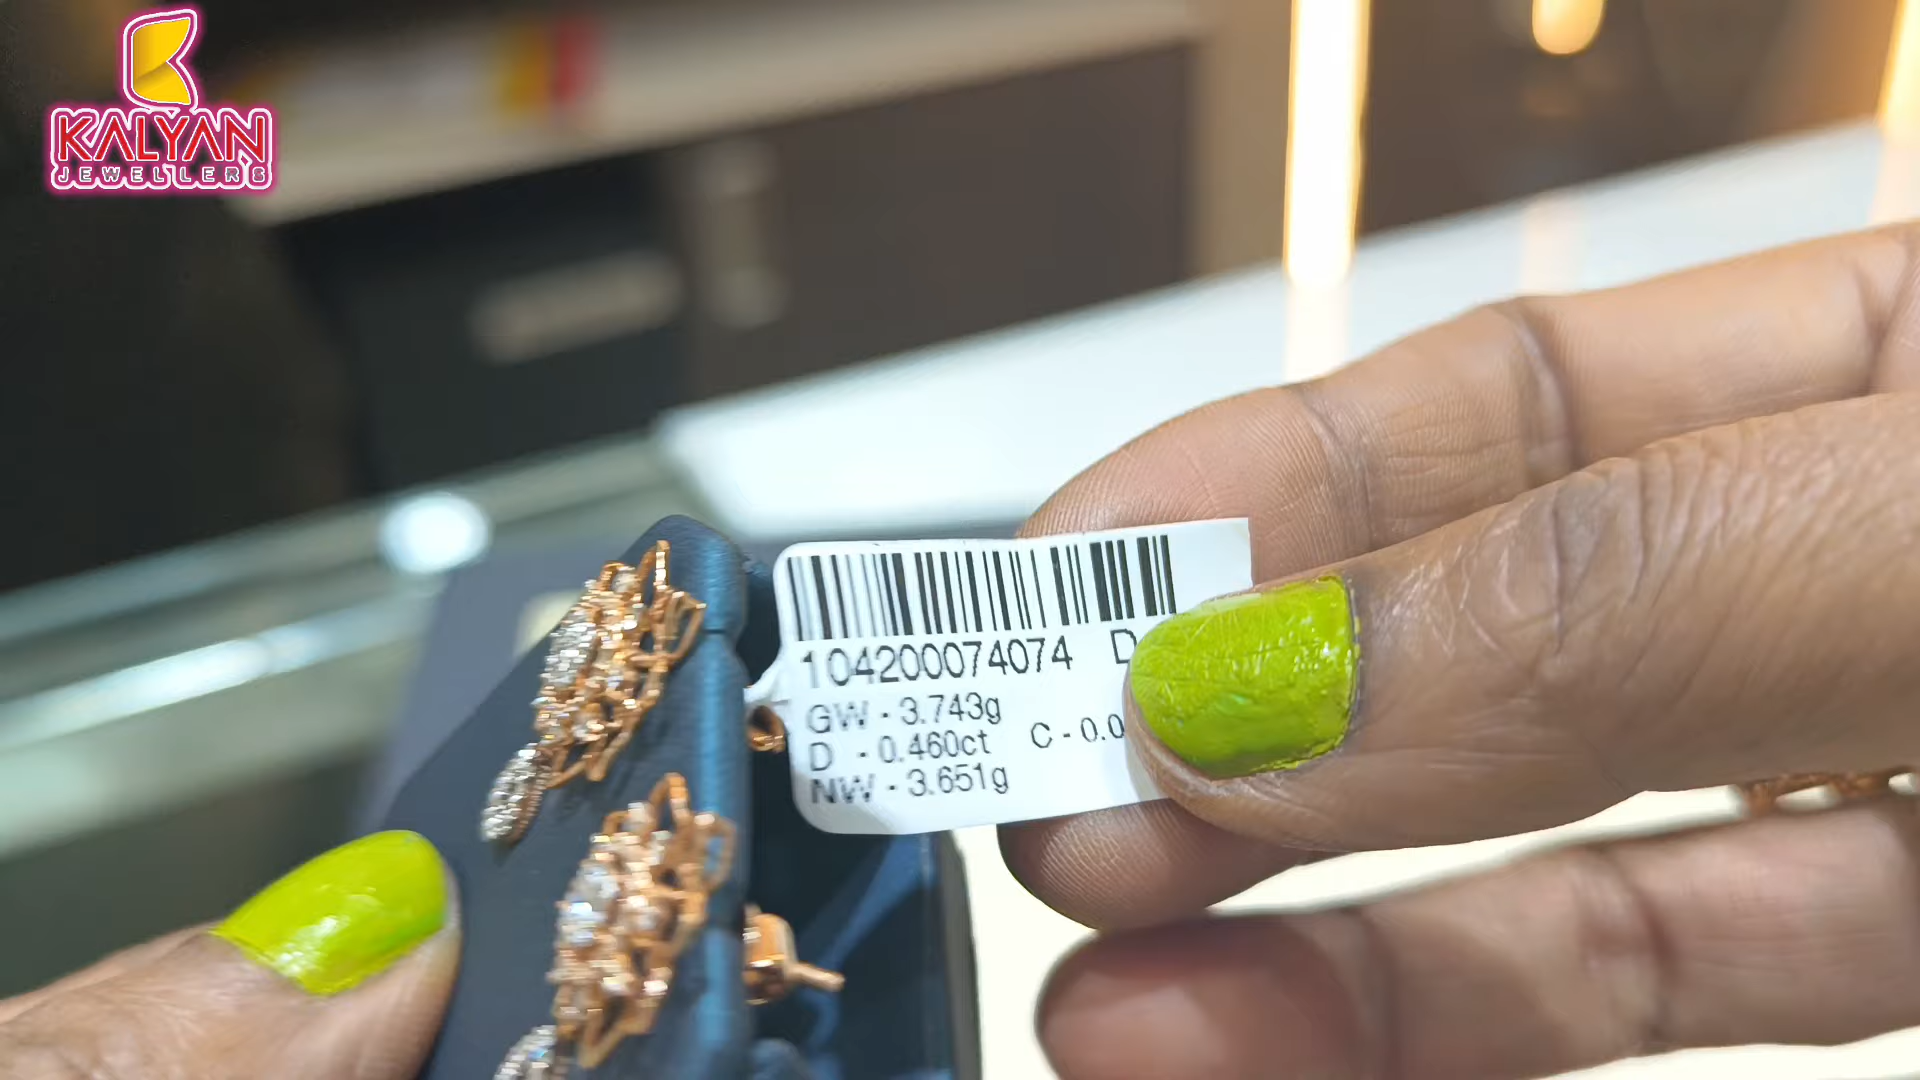 KALYAN
JEWELLERS
104200074074 D
GW - 3.743g
D - 0.460ct C - 0.0
NW - 3.651g